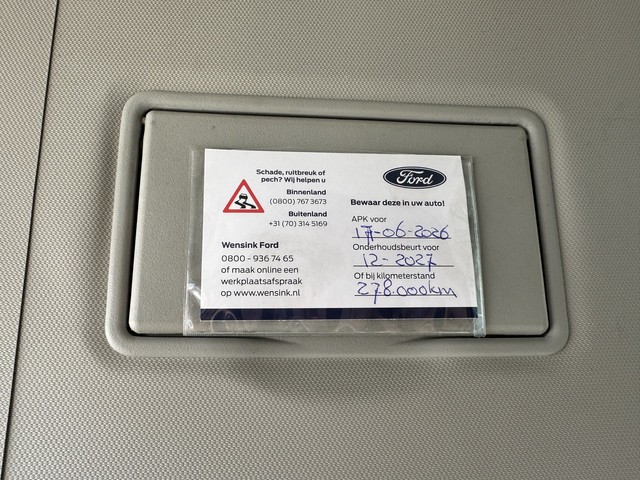 Schade, ruitbreuk of
pech? Wij helpen u
Binnenland
(0800) 767 3673
Buitenland
+31 (70) 314 5169
Wensink Ford
0800 - 936 74 65
of maak online een
werkplaatsafspraak
op www.wensink.nl
Ford
Bewaar deze in uw auto!
APK voor
17-06-2026
Onderhoudsbeurt voor
12-2027
Of bij kilometerstand
278.000km